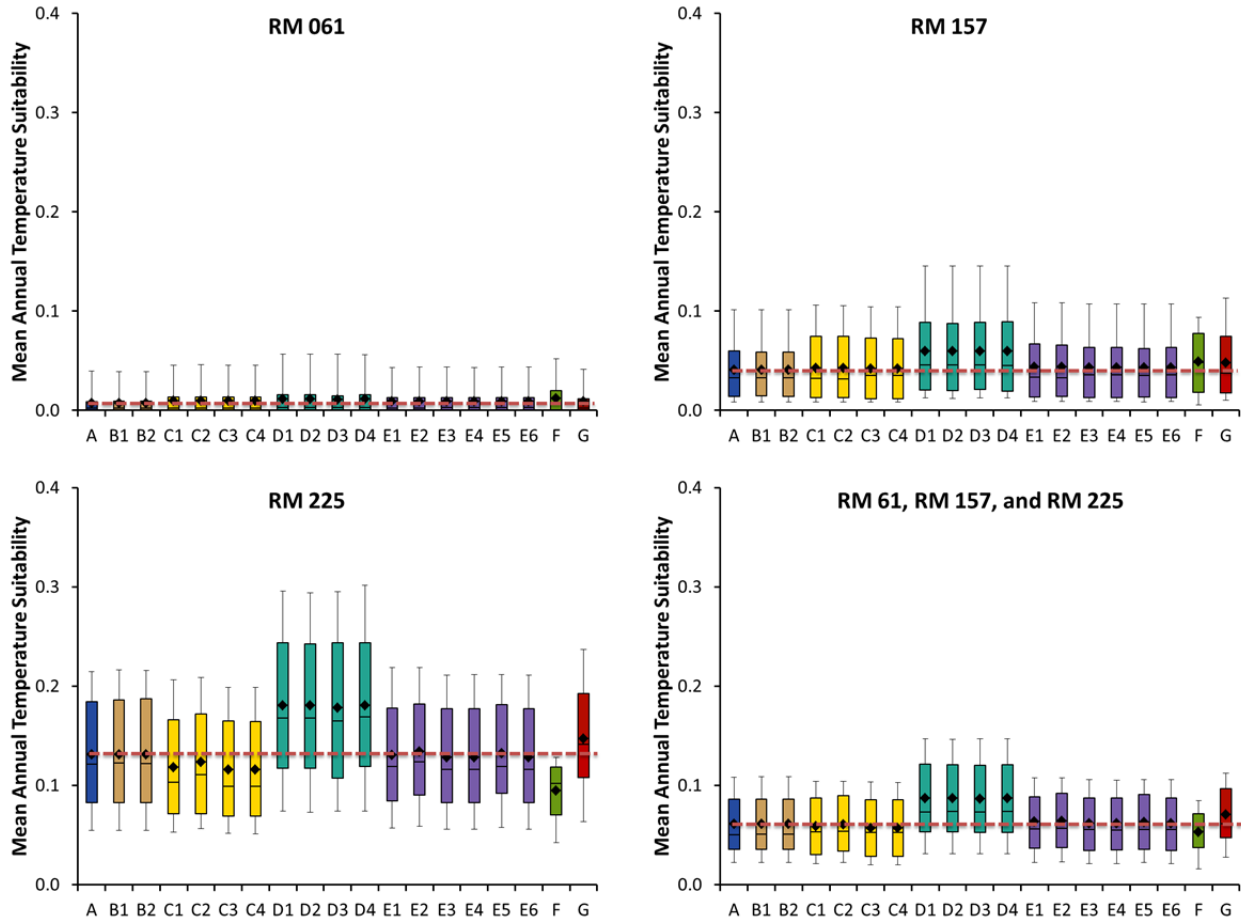 RM 061
Mean Annual Temperature Suitability
0.4
0.3
0.2
0.1
0.0
A B1 B2 C1 C2 C3 C4 D1 D2 D3 D4 E1 E2 E3 E4 E5 E6 F G
RM 157
Mean Annual Temperature Suitability
0.4
0.3
0.2
0.1
0.0
A B1 B2 C1 C2 C3 C4 D1 D2 D3 D4 E1 E2 E3 E4 E5 E6 F G
RM 225
Mean Annual Temperature Suitability
0.4
0.3
0.2
0.1
0.0
A B1 B2 C1 C2 C3 C4 D1 D2 D3 D4 E1 E2 E3 E4 E5 E6 F G
RM 61, RM 157, and RM 225
Mean Annual Temperature Suitability
0.4
0.3
0.2
0.1
0.0
A B1 B2 C1 C2 C3 C4 D1 D2 D3 D4 E1 E2 E3 E4 E5 E6 F G